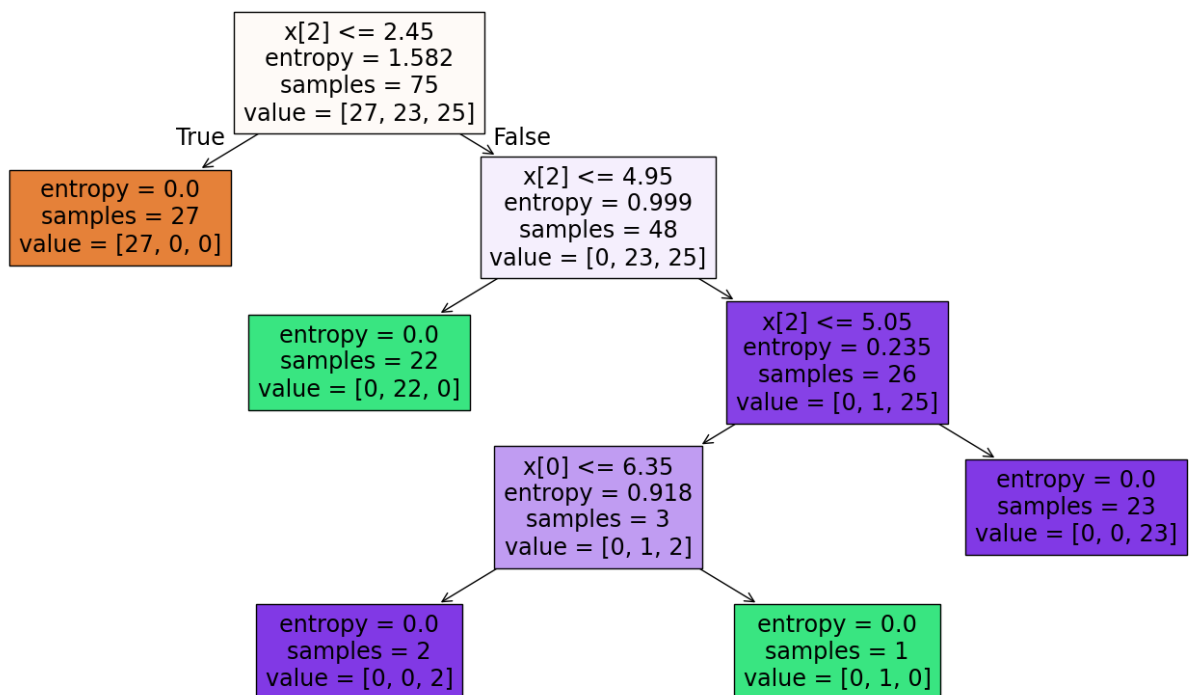 x[2] <= 2.45
entropy = 1.582
samples = 75
value = [27, 23, 25]
True
False
entropy = 0.0
samples = 27
value = [27, 0, 0]
x[2] <= 4.95
entropy = 0.999
samples = 48
value = [0, 23, 25]
entropy = 0.0
samples = 22
value = [0, 22, 0]
x[2] <= 5.05
entropy = 0.235
samples = 26
value = [0, 1, 25]
x[0] <= 6.35
entropy = 0.918
samples = 3
value = [0, 1, 2]
entropy = 0.0
samples = 23
value = [0, 0, 23]
entropy = 0.0
samples = 2
value = [0, 0, 2]
entropy = 0.0
samples = 1
value = [0, 1, 0]